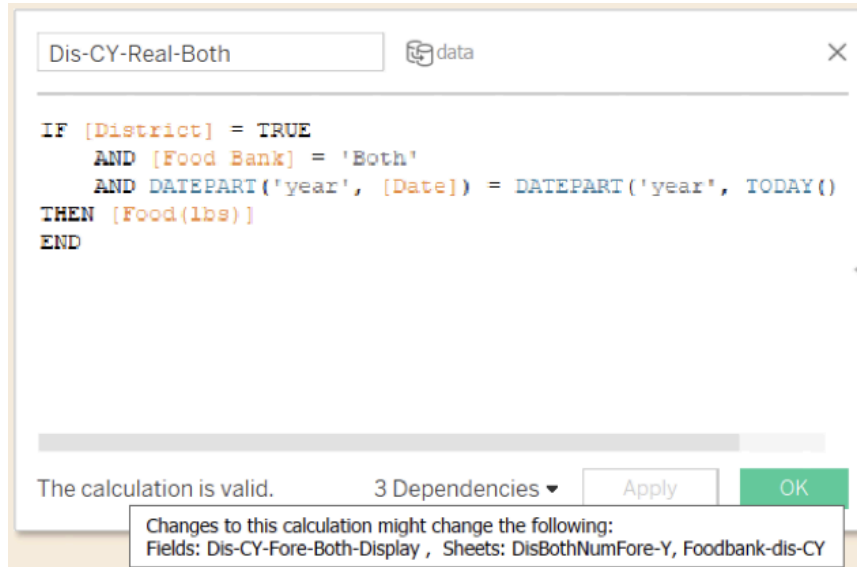 Dis-CY-Real-Both
data
IF [District] = TRUE
AND [Food Bank] = 'Both'
AND DATEPART('year', [Date]) = DATEPART('year', TODAY()
THEN [Food(lbs)]
END
The calculation is valid.
3 Dependencies
Apply
OK
Changes to this calculation might change the following:
Fields: Dis-CY-Fore-Both-Display , Sheets: DisBothNumFore-Y, Foodbank-dis-CY